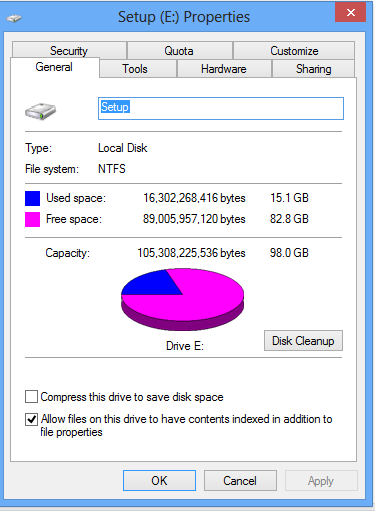 Setup (E:) Properties
Security Quota Customize
General Tools Hardware Sharing
Setup
Type: Local Disk
File system: NTFS
Used space: 16,302,268,416 bytes 15.1 GB
Free space: 89,005,957,120 bytes 82.8 GB
Capacity: 105,308,225,536 bytes 98.0 GB
Drive E:
Disk Cleanup
Compress this drive to save disk space
Allow files on this drive to have contents indexed in addition to
file properties
OK Cancel Apply